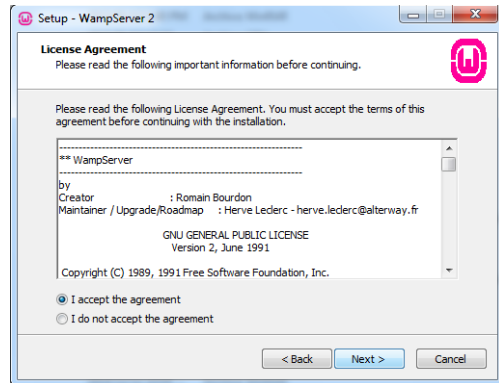 Setup - WampServer 2
License Agreement
Please read the following important information before continuing.
Please read the following License Agreement. You must accept the terms of this
agreement before continuing with the installation.
------------------------------------------------------------
** WampServer
------------------------------------------------------------
by
Creator : Romain Bourdon
Maintainer / Upgrade/Roadmap : Herve Leclerc - herve.leclerc@alterway.fr
GNU GENERAL PUBLIC LICENSE
Version 2, June 1991
Copyright (C) 1989, 1991 Free Software Foundation, Inc.
I accept the agreement
I do not accept the agreement
< Back Next > Cancel